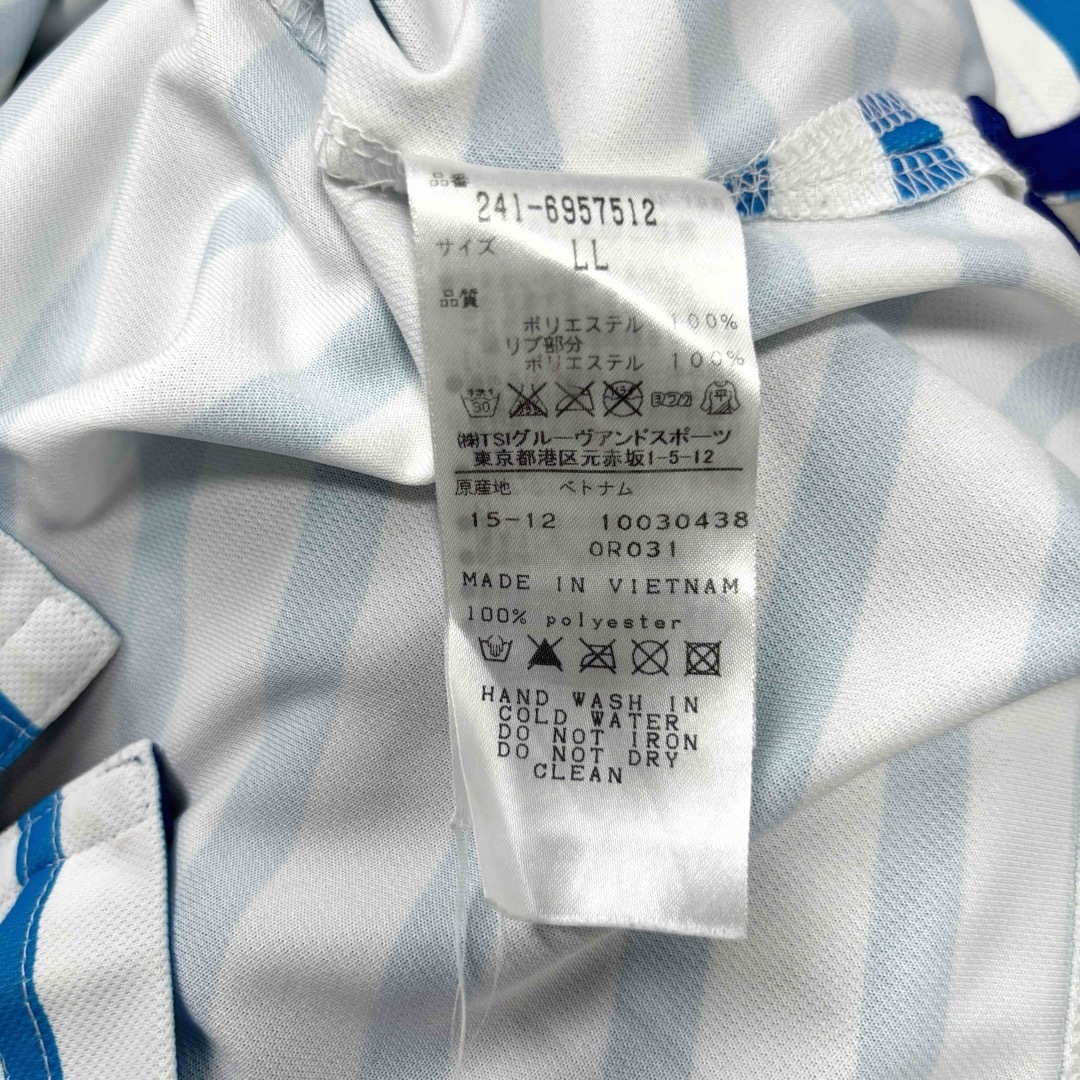 品番
241-6957512
サイズ LL
品質
ポリエステル 100%
リブ部分
ポリエステル 100%
30 平
㈱TSIグルーヴアンドスポーツ
東京都港区元赤坂1-5-12
原産地 ベトナム
15-12 10030438
0R031
MADE IN VIETNAM
100% polyester
HAND WASH IN
COLD WATER
DO NOT IRON
DO NOT DRY
CLEAN